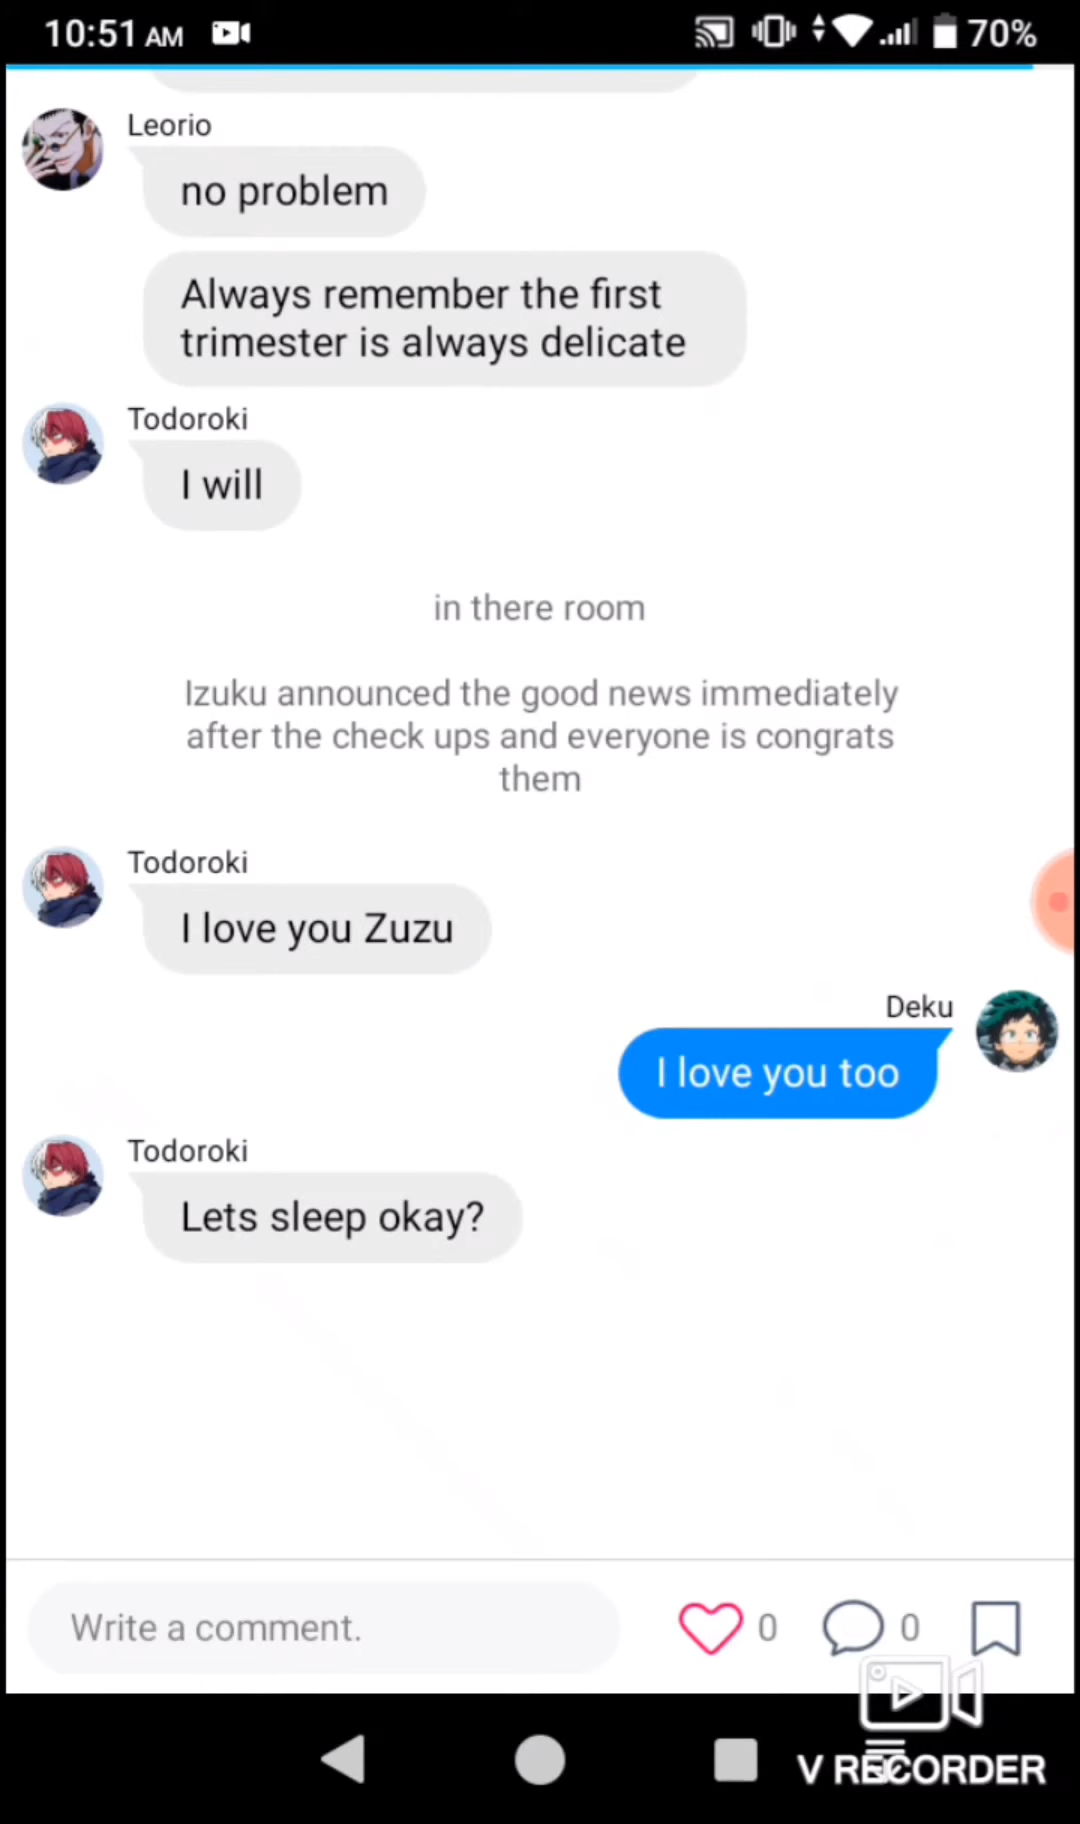 10:51 AM
70%
Leorio
no problem
Always remember the first
trimester is always delicate
Todoroki
I will
in there room
Izuku announced the good news immediately
after the check ups and everyone is congrats
them
Todoroki
I love you Zuzu
Deku
I love you too
Todoroki
Lets sleep okay?
Write a comment.
0
0
V RECORDER